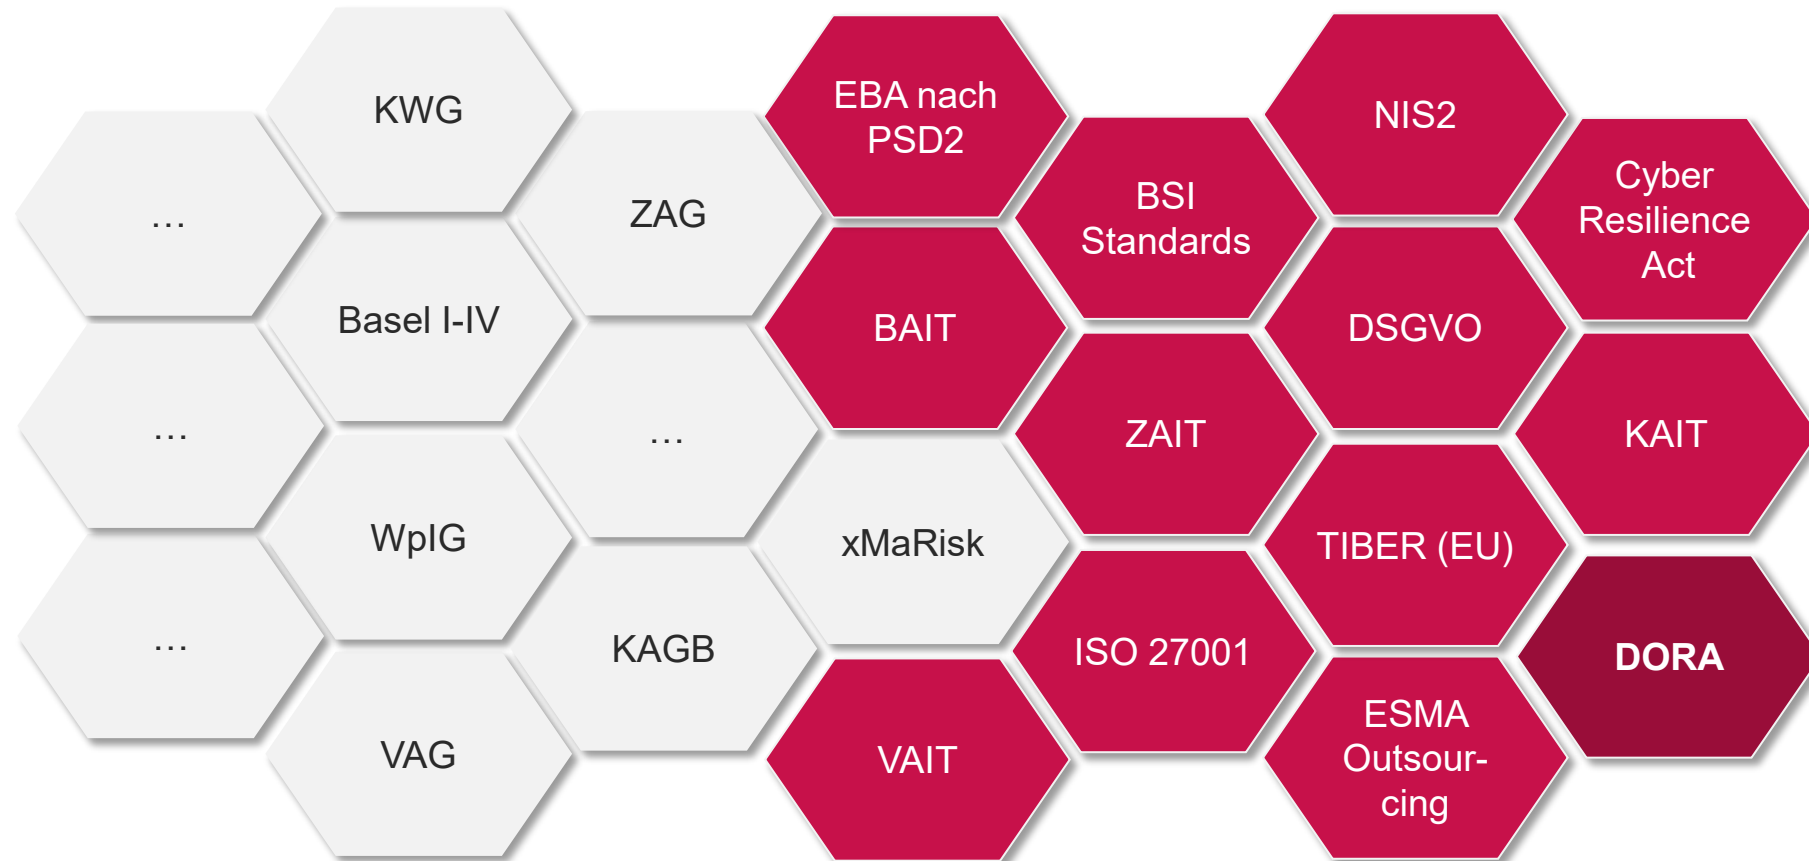 …
…
…
KWG
Basel I-IV
WpIG
VAG
ZAG
…
KAGB
EBA nach
PSD2
BAIT
xMaRisk
VAIT
BSI
Standards
ZAIT
ISO 27001
NIS2
DSGVO
TIBER (EU)
ESMA
Outsour-
cing
Cyber
Resilience
Act
KAIT
DORA